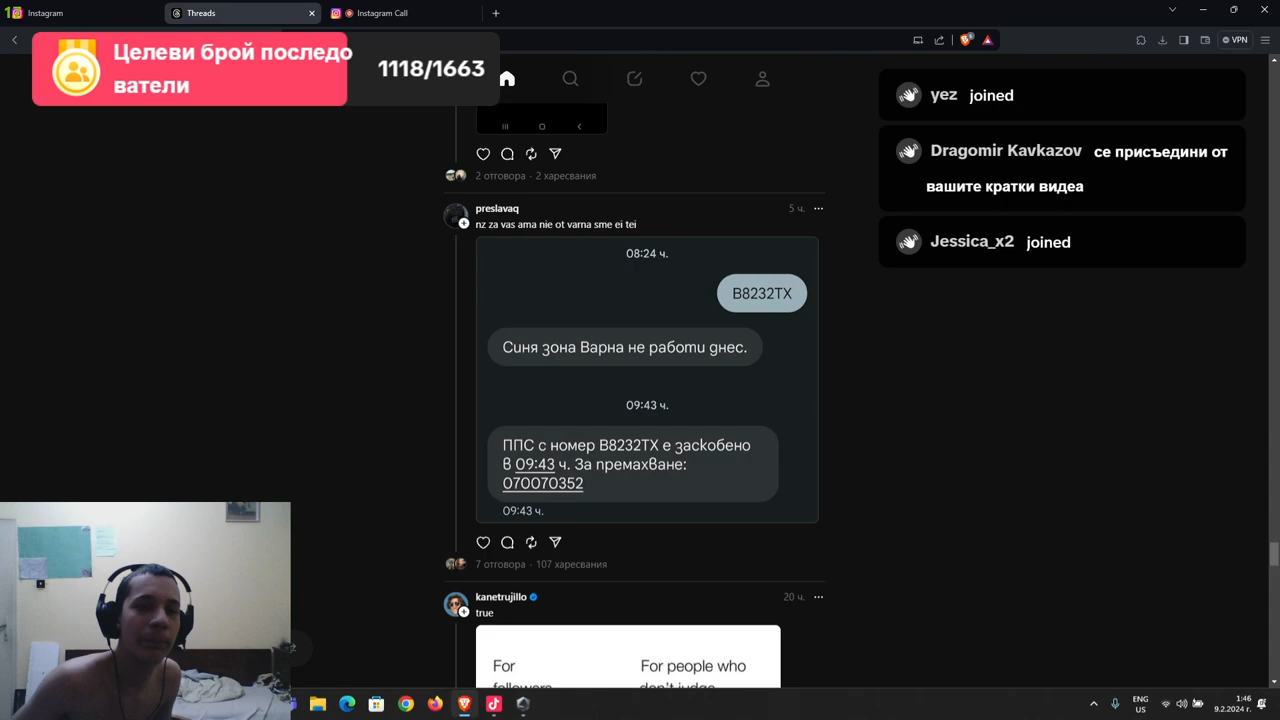 Instagram
Threads
Instagram Call
VPN
Целеви брой последо
ватели
1118/1663
yez joined
Dragomir Kavkazov се присъедини от
вашите кратки видеа
Jessica_x2 joined
2 отговора · 2 харесвания
preslavaq
5 ч.
nz za vas ama nie ot varna sme ei tei
08:24 ч.
B8232TX
Синя зона Варна не работи днес.
09:43 ч.
ППС с номер B8232TX е заскобено
в 09:43 ч. За премахване:
070070352
09:43 ч.
7 отговора · 107 харесвания
kanetrujillo
20 ч.
true
For
For people who
followers
don't judge
ENG
US
1:46
9.2.2024 г.